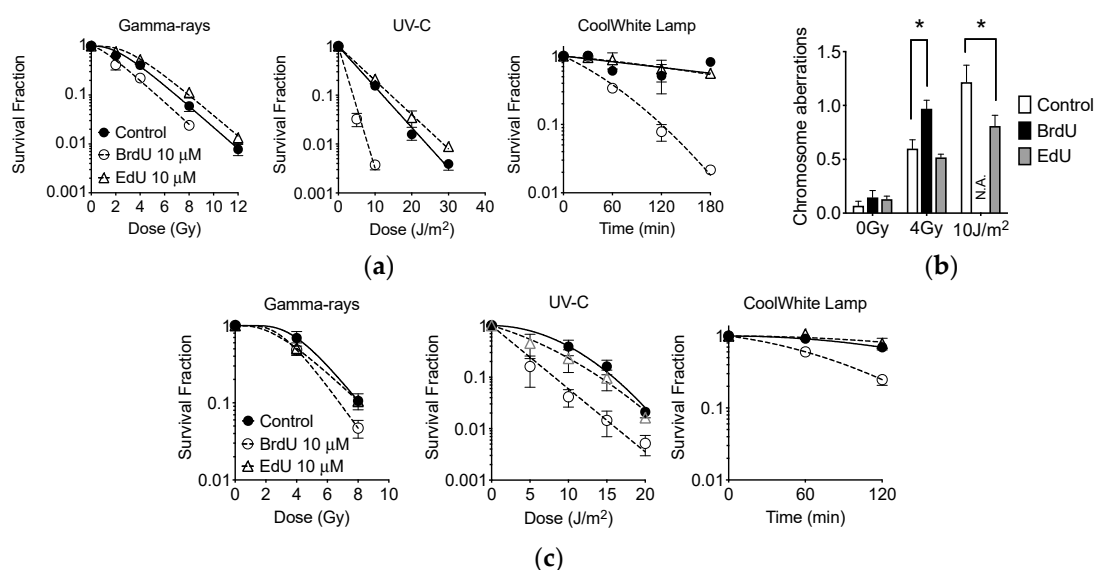 Gamma-rays
Survival Fraction
1
0.1
0.01
0.001
Control
BrdU 10 μM
EdU 10 μM
0 2 4 6 8 10 12
Dose (Gy)
UV-C
Survival Fraction
1
0.1
0.01
0.001
0 10 20 30 40
Dose (J/m²)
CoolWhite Lamp
Survival Fraction
1
0.1
0.01
0 60 120 180
Time (min)
(a)
* *
Chromosome aberrations
1.5
1.0
0.5
0.0
N.A.
0Gy 4Gy 10J/m²
Control
BrdU
EdU
(b)
Gamma-rays
Survival Fraction
1
0.1
0.01
Control
BrdU 10 μM
EdU 10 μM
0 2 4 6 8 10
Dose (Gy)
UV-C
Survival Fraction
1
0.1
0.01
0.001
0 5 10 15 20
Dose (J/m²)
CoolWhite Lamp
Survival Fraction
1
0.1
0.01
0 60 120
Time (min)
(c)